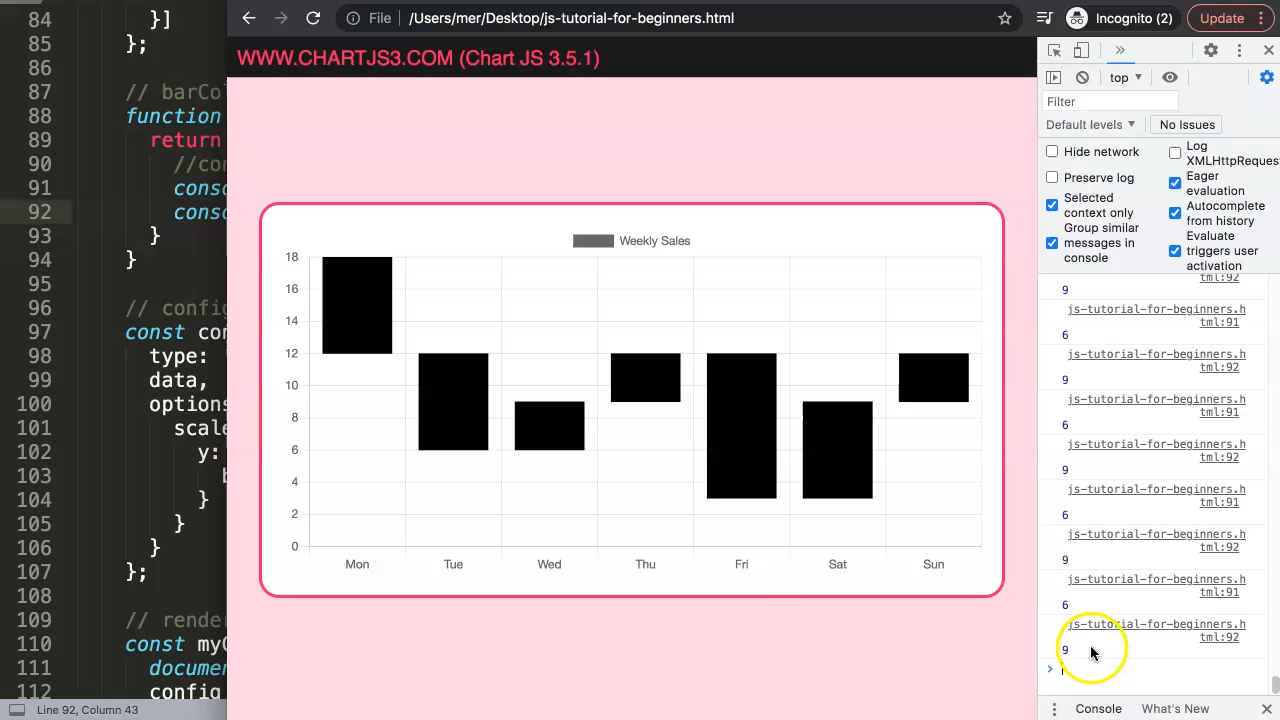 84 }]
85 };
86
87 // barCo
88 function
89 return
90 //con
91 conso
92 conso
93 }
94 }
95
96 // config
97 const con
98 type:
99 data,
100 options
101 scale
102 y:
103
104 }
105 }
106 }
107 };
108
109 // render
110 const myC
111 documen
112 config
Line 92, Column 43
File /Users/mer/Desktop/js-tutorial-for-beginners.html
Incognito (2)
Update
WWW.CHARTJS3.COM (Chart JS 3.5.1)
Weekly Sales
18
16
14
12
10
8
6
4
2
0
Mon Tue Wed Thu Fri Sat Sun
top
Filter
Default levels
No Issues
Hide network
Preserve log
Selected context only
Group similar messages in console
Log XMLHttpReques
Eager evaluation
Autocomplete from history
Evaluate triggers user activation
tml:92
9
js-tutorial-for-beginners.h
tml:91
6
js-tutorial-for-beginners.h
tml:92
9
js-tutorial-for-beginners.h
tml:91
6
js-tutorial-for-beginners.h
tml:92
9
js-tutorial-for-beginners.h
tml:91
6
js-tutorial-for-beginners.h
tml:92
9
js-tutorial-for-beginners.h
tml:91
6
js-tutorial-for-beginners.h
tml:92
9
Console
What's New